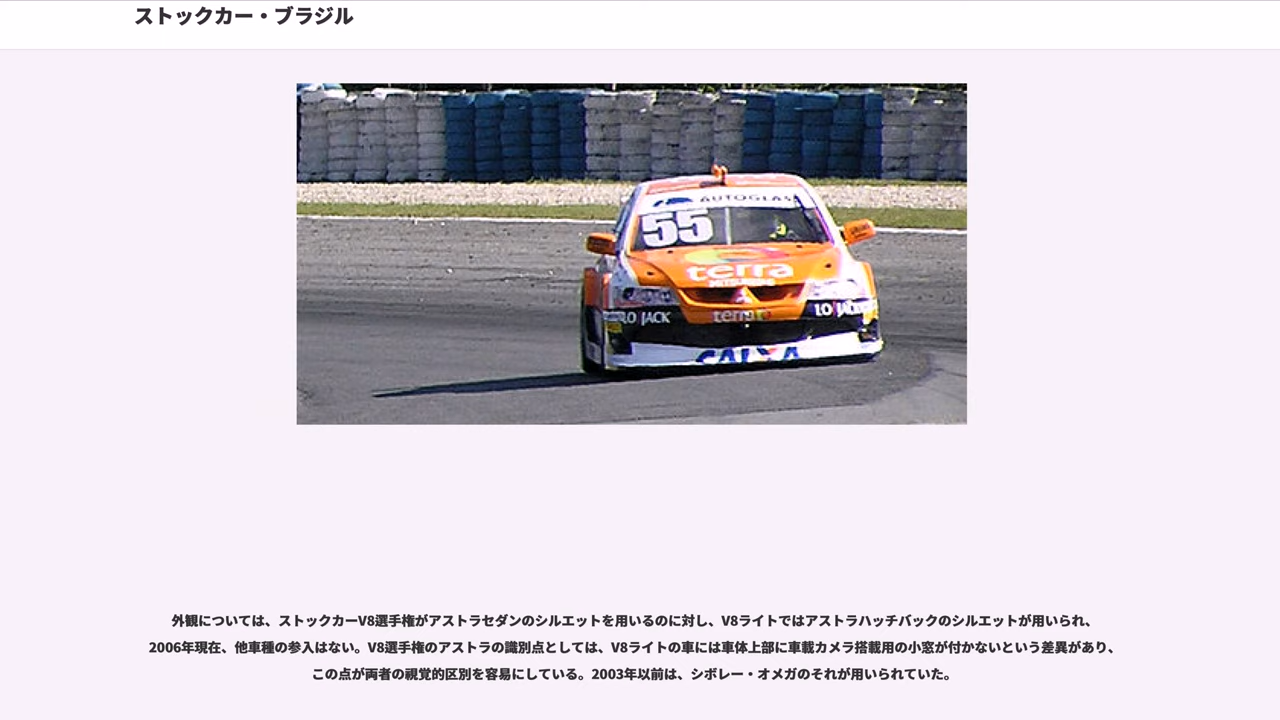 ストックカー・ブラジル
AUTOGLAS
55
terra
LO JACK
terra
LO JACK
CAIXA
外観については、ストックカーV8選手権がアストラセダンのシルエットを用いるのに対し、V8ライトではアストラハッチバックのシルエットが用いられ、
2006年現在、他車種の参入はない。V8選手権のアストラの識別点としては、V8ライトの車には車体上部に車載カメラ搭載用の小窓が付かないという差異があり、
この点が両者の視覚的区別を容易にしている。2003年以前は、シボレー・オメガのそれが用いられていた。